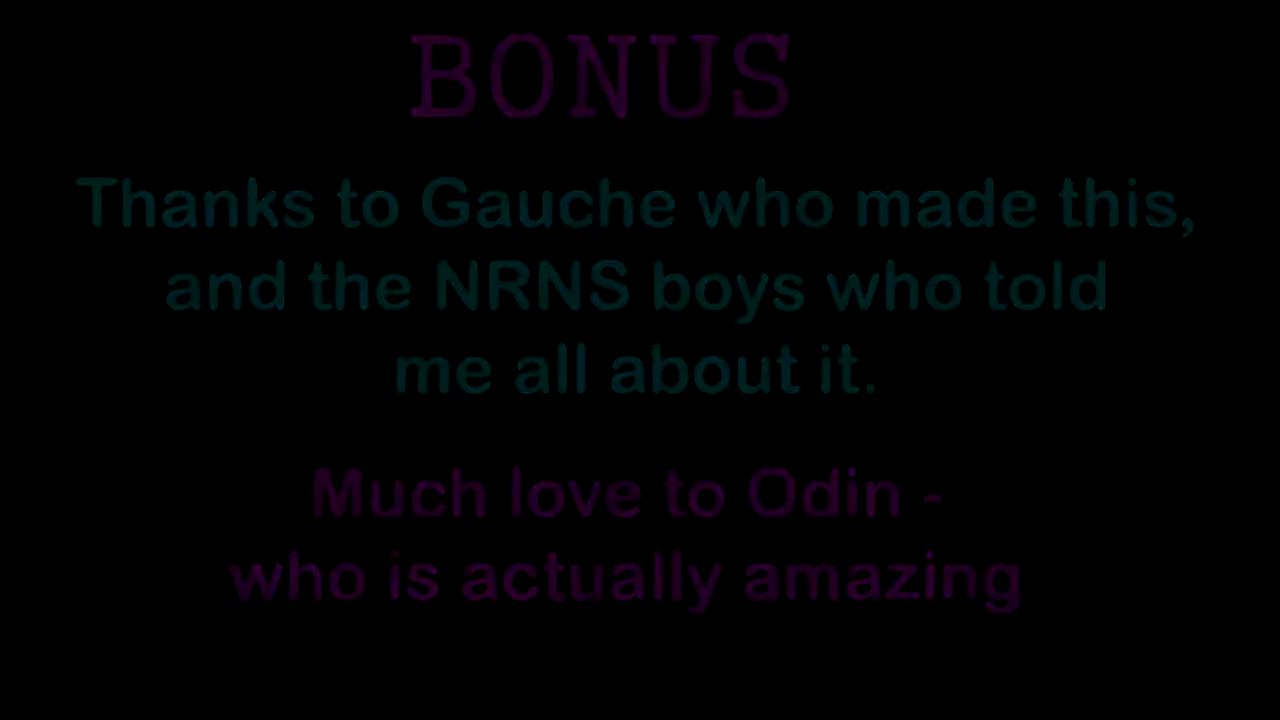 BONUS
Thanks to Gauche who made this,
and the NRNS boys who told
me all about it.
Much love to Odin -
who is actually amazing